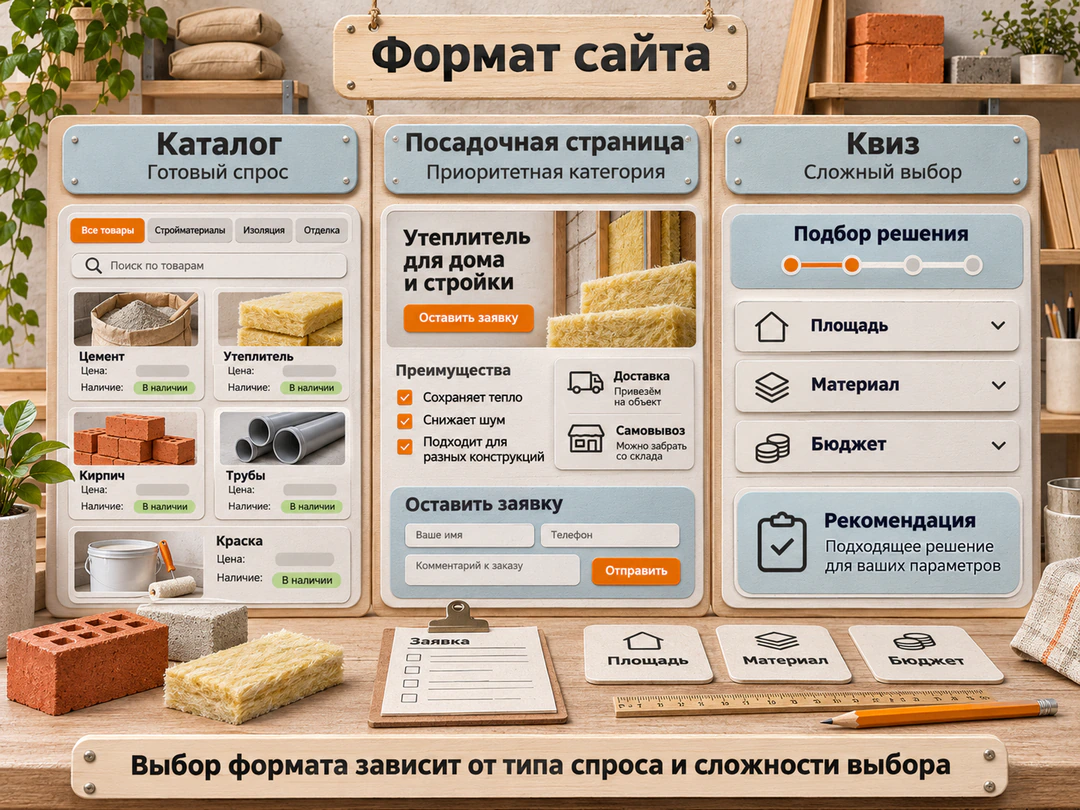 Формат сайта
Каталог
Готовый спрос
Все товары
Стройматериалы
Изоляция
Отделка
Поиск по товарам
Цемент
Цена:
Наличие: В наличии
Утеплитель
Цена:
Наличие: В наличии
Кирпич
Цена:
Наличие: В наличии
Трубы
Цена:
Наличие: В наличии
Краска
Цена:
Наличие: В наличии
Посадочная страница
Приоритетная категория
Утеплитель
для дома
и стройки
Оставить заявку
Преимущества
Сохраняет тепло
Снижает шум
Подходит для
разных конструкций
Доставка
Привезём
на объект
Самовывоз
Можно забрать
со склада
Оставить заявку
Ваше имя
Телефон
Комментарий к заказу
Отправить
Квиз
Сложный выбор
Подбор решения
Площадь
Материал
Бюджет
Рекомендация
Подходящее решение
для ваших параметров
Заявка
Площадь
Материал
Бюджет
Выбор формата зависит от типа спроса и сложности выбора